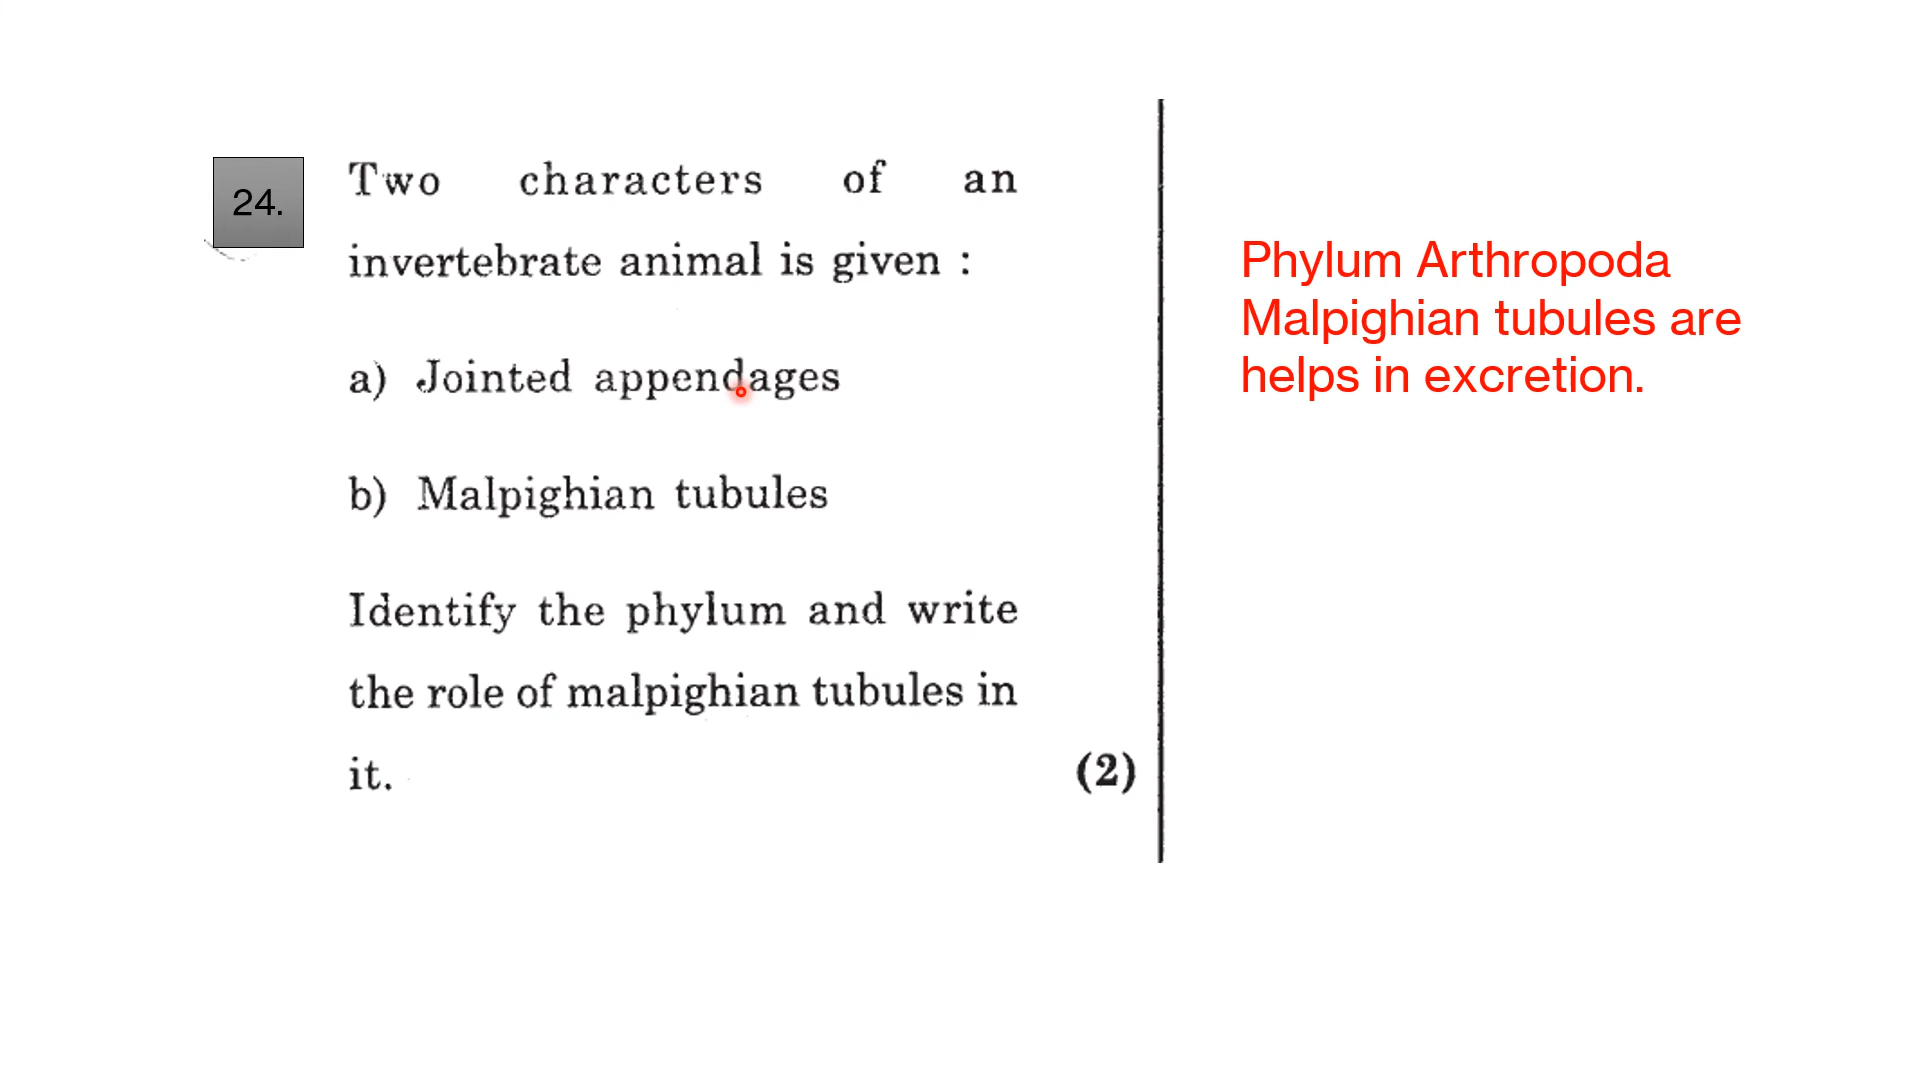 24.
Two characters of an
invertebrate animal is given :
a) Jointed appendages
b) Malpighian tubules
Identify the phylum and write
the role of malpighian tubules in
it.
(2)
Phylum Arthropoda
Malpighian tubules are
helps in excretion.